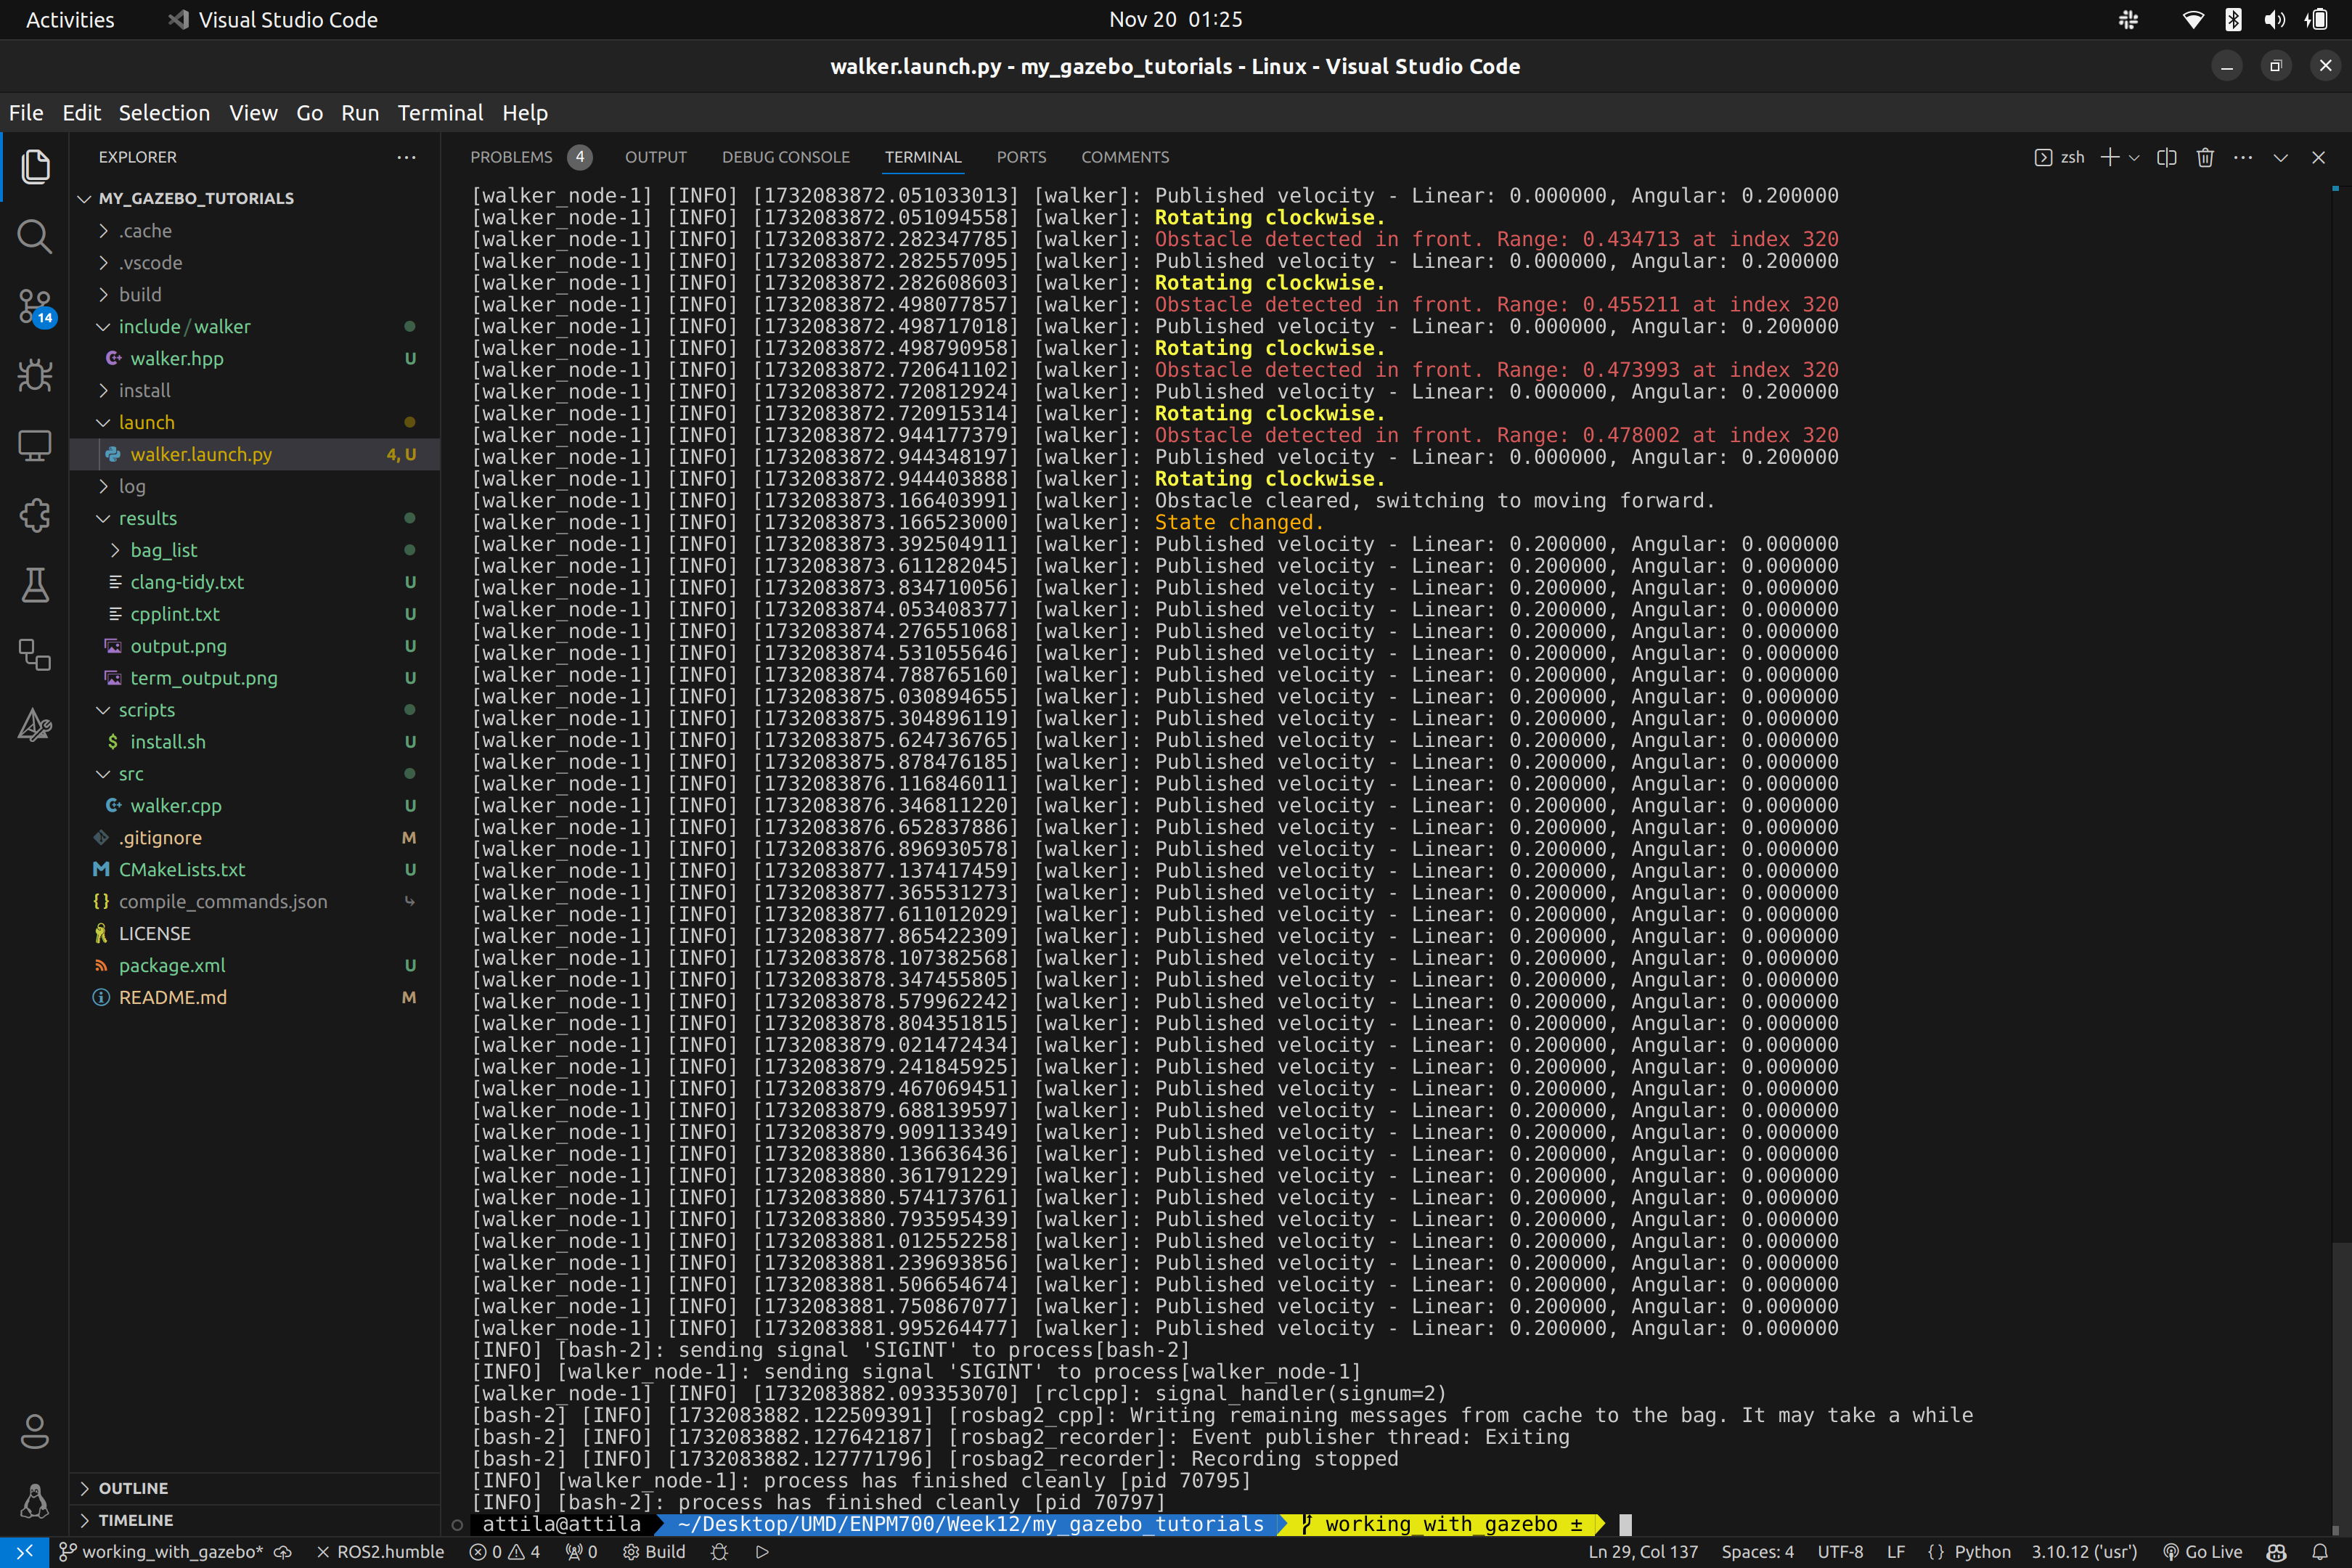 Activities Visual Studio Code Nov 20 01:25
walker.launch.py - my_gazebo_tutorials - Linux - Visual Studio Code
File Edit Selection View Go Run Terminal Help
EXPLORER
MY_GAZEBO_TUTORIALS
.cache
.vscode
build
include/walker
walker.hpp U
install
launch
walker.launch.py 4, U
log
results
bag_list
clang-tidy.txt U
cpplint.txt U
output.png U
term_output.png U
scripts
install.sh U
src
walker.cpp U
.gitignore M
CMakeLists.txt U
compile_commands.json
LICENSE
package.xml U
README.md M
OUTLINE
TIMELINE
14
PROBLEMS 4 OUTPUT DEBUG CONSOLE TERMINAL PORTS COMMENTS zsh
[walker_node-1] [INFO] [1732083872.051033013] [walker]: Published velocity - Linear: 0.000000, Angular: 0.200000
[walker_node-1] [INFO] [1732083872.051094558] [walker]: Rotating clockwise.
[walker_node-1] [INFO] [1732083872.282347785] [walker]: Obstacle detected in front. Range: 0.434713 at index 320
[walker_node-1] [INFO] [1732083872.282557095] [walker]: Published velocity - Linear: 0.000000, Angular: 0.200000
[walker_node-1] [INFO] [1732083872.282608603] [walker]: Rotating clockwise.
[walker_node-1] [INFO] [1732083872.498077857] [walker]: Obstacle detected in front. Range: 0.455211 at index 320
[walker_node-1] [INFO] [1732083872.498717018] [walker]: Published velocity - Linear: 0.000000, Angular: 0.200000
[walker_node-1] [INFO] [1732083872.498790958] [walker]: Rotating clockwise.
[walker_node-1] [INFO] [1732083872.720641102] [walker]: Obstacle detected in front. Range: 0.473993 at index 320
[walker_node-1] [INFO] [1732083872.720812924] [walker]: Published velocity - Linear: 0.000000, Angular: 0.200000
[walker_node-1] [INFO] [1732083872.720915314] [walker]: Rotating clockwise.
[walker_node-1] [INFO] [1732083872.944177379] [walker]: Obstacle detected in front. Range: 0.478002 at index 320
[walker_node-1] [INFO] [1732083872.944348197] [walker]: Published velocity - Linear: 0.000000, Angular: 0.200000
[walker_node-1] [INFO] [1732083872.944403888] [walker]: Rotating clockwise.
[walker_node-1] [INFO] [1732083873.166403991] [walker]: Obstacle cleared, switching to moving forward.
[walker_node-1] [INFO] [1732083873.166523000] [walker]: State changed.
[walker_node-1] [INFO] [1732083873.392504911] [walker]: Published velocity - Linear: 0.200000, Angular: 0.000000
[walker_node-1] [INFO] [1732083873.611282045] [walker]: Published velocity - Linear: 0.200000, Angular: 0.000000
[walker_node-1] [INFO] [1732083873.834710056] [walker]: Published velocity - Linear: 0.200000, Angular: 0.000000
[walker_node-1] [INFO] [1732083874.053408377] [walker]: Published velocity - Linear: 0.200000, Angular: 0.000000
[walker_node-1] [INFO] [1732083874.276551068] [walker]: Published velocity - Linear: 0.200000, Angular: 0.000000
[walker_node-1] [INFO] [1732083874.531055646] [walker]: Published velocity - Linear: 0.200000, Angular: 0.000000
[walker_node-1] [INFO] [1732083874.788765160] [walker]: Published velocity - Linear: 0.200000, Angular: 0.000000
[walker_node-1] [INFO] [1732083875.030894655] [walker]: Published velocity - Linear: 0.200000, Angular: 0.000000
[walker_node-1] [INFO] [1732083875.304896119] [walker]: Published velocity - Linear: 0.200000, Angular: 0.000000
[walker_node-1] [INFO] [1732083875.624736765] [walker]: Published velocity - Linear: 0.200000, Angular: 0.000000
[walker_node-1] [INFO] [1732083875.878476185] [walker]: Published velocity - Linear: 0.200000, Angular: 0.000000
[walker_node-1] [INFO] [1732083876.116846011] [walker]: Published velocity - Linear: 0.200000, Angular: 0.000000
[walker_node-1] [INFO] [1732083876.346811220] [walker]: Published velocity - Linear: 0.200000, Angular: 0.000000
[walker_node-1] [INFO] [1732083876.652837886] [walker]: Published velocity - Linear: 0.200000, Angular: 0.000000
[walker_node-1] [INFO] [1732083876.896930578] [walker]: Published velocity - Linear: 0.200000, Angular: 0.000000
[walker_node-1] [INFO] [1732083877.137417459] [walker]: Published velocity - Linear: 0.200000, Angular: 0.000000
[walker_node-1] [INFO] [1732083877.365531273] [walker]: Published velocity - Linear: 0.200000, Angular: 0.000000
[walker_node-1] [INFO] [1732083877.611012029] [walker]: Published velocity - Linear: 0.200000, Angular: 0.000000
[walker_node-1] [INFO] [1732083877.865422309] [walker]: Published velocity - Linear: 0.200000, Angular: 0.000000
[walker_node-1] [INFO] [1732083878.107382568] [walker]: Published velocity - Linear: 0.200000, Angular: 0.000000
[walker_node-1] [INFO] [1732083878.347455805] [walker]: Published velocity - Linear: 0.200000, Angular: 0.000000
[walker_node-1] [INFO] [1732083878.579962242] [walker]: Published velocity - Linear: 0.200000, Angular: 0.000000
[walker_node-1] [INFO] [1732083878.804351815] [walker]: Published velocity - Linear: 0.200000, Angular: 0.000000
[walker_node-1] [INFO] [1732083879.021472434] [walker]: Published velocity - Linear: 0.200000, Angular: 0.000000
[walker_node-1] [INFO] [1732083879.241845925] [walker]: Published velocity - Linear: 0.200000, Angular: 0.000000
[walker_node-1] [INFO] [1732083879.467069451] [walker]: Published velocity - Linear: 0.200000, Angular: 0.000000
[walker_node-1] [INFO] [1732083879.688139597] [walker]: Published velocity - Linear: 0.200000, Angular: 0.000000
[walker_node-1] [INFO] [1732083879.909113349] [walker]: Published velocity - Linear: 0.200000, Angular: 0.000000
[walker_node-1] [INFO] [1732083880.136636436] [walker]: Published velocity - Linear: 0.200000, Angular: 0.000000
[walker_node-1] [INFO] [1732083880.361791229] [walker]: Published velocity - Linear: 0.200000, Angular: 0.000000
[walker_node-1] [INFO] [1732083880.574173761] [walker]: Published velocity - Linear: 0.200000, Angular: 0.000000
[walker_node-1] [INFO] [1732083880.793595439] [walker]: Published velocity - Linear: 0.200000, Angular: 0.000000
[walker_node-1] [INFO] [1732083881.012552258] [walker]: Published velocity - Linear: 0.200000, Angular: 0.000000
[walker_node-1] [INFO] [1732083881.239693856] [walker]: Published velocity - Linear: 0.200000, Angular: 0.000000
[walker_node-1] [INFO] [1732083881.506654674] [walker]: Published velocity - Linear: 0.200000, Angular: 0.000000
[walker_node-1] [INFO] [1732083881.750867077] [walker]: Published velocity - Linear: 0.200000, Angular: 0.000000
[walker_node-1] [INFO] [1732083881.995264477] [walker]: Published velocity - Linear: 0.200000, Angular: 0.000000
[INFO] [bash-2]: sending signal 'SIGINT' to process[bash-2]
[INFO] [walker_node-1]: sending signal 'SIGINT' to process[walker_node-1]
[walker_node-1] [INFO] [1732083882.093353070] [rclcpp]: signal_handler(signum=2)
[bash-2] [INFO] [1732083882.122509391] [rosbag2_cpp]: Writing remaining messages from cache to the bag. It may take a while
[bash-2] [INFO] [1732083882.127642187] [rosbag2_recorder]: Event publisher thread: Exiting
[bash-2] [INFO] [1732083882.127771796] [rosbag2_recorder]: Recording stopped
[INFO] [walker_node-1]: process has finished cleanly [pid 70795]
[INFO] [bash-2]: process has finished cleanly [pid 70797]
attila@attila ~/Desktop/UMD/ENPM700/Week12/my_gazebo_tutorials working_with_gazebo ±
working_with_gazebo* ROS2.humble 0 4 0 Build Ln 29, Col 137 Spaces: 4 UTF-8 LF {} Python 3.10.12 ('usr') Go Live